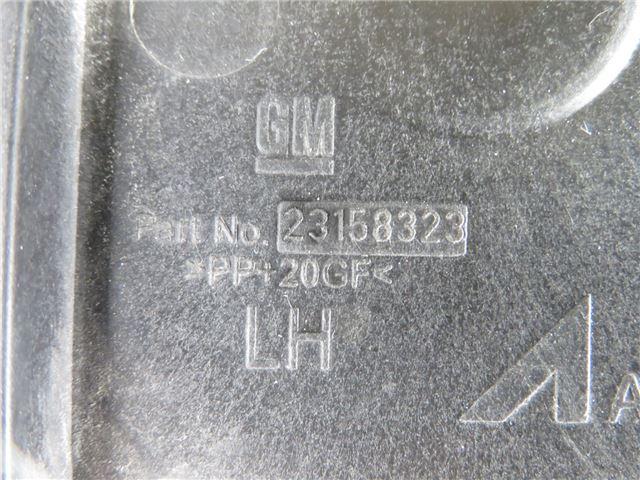 GM
Part No. 23158323
>PP+20GF<
LH
A